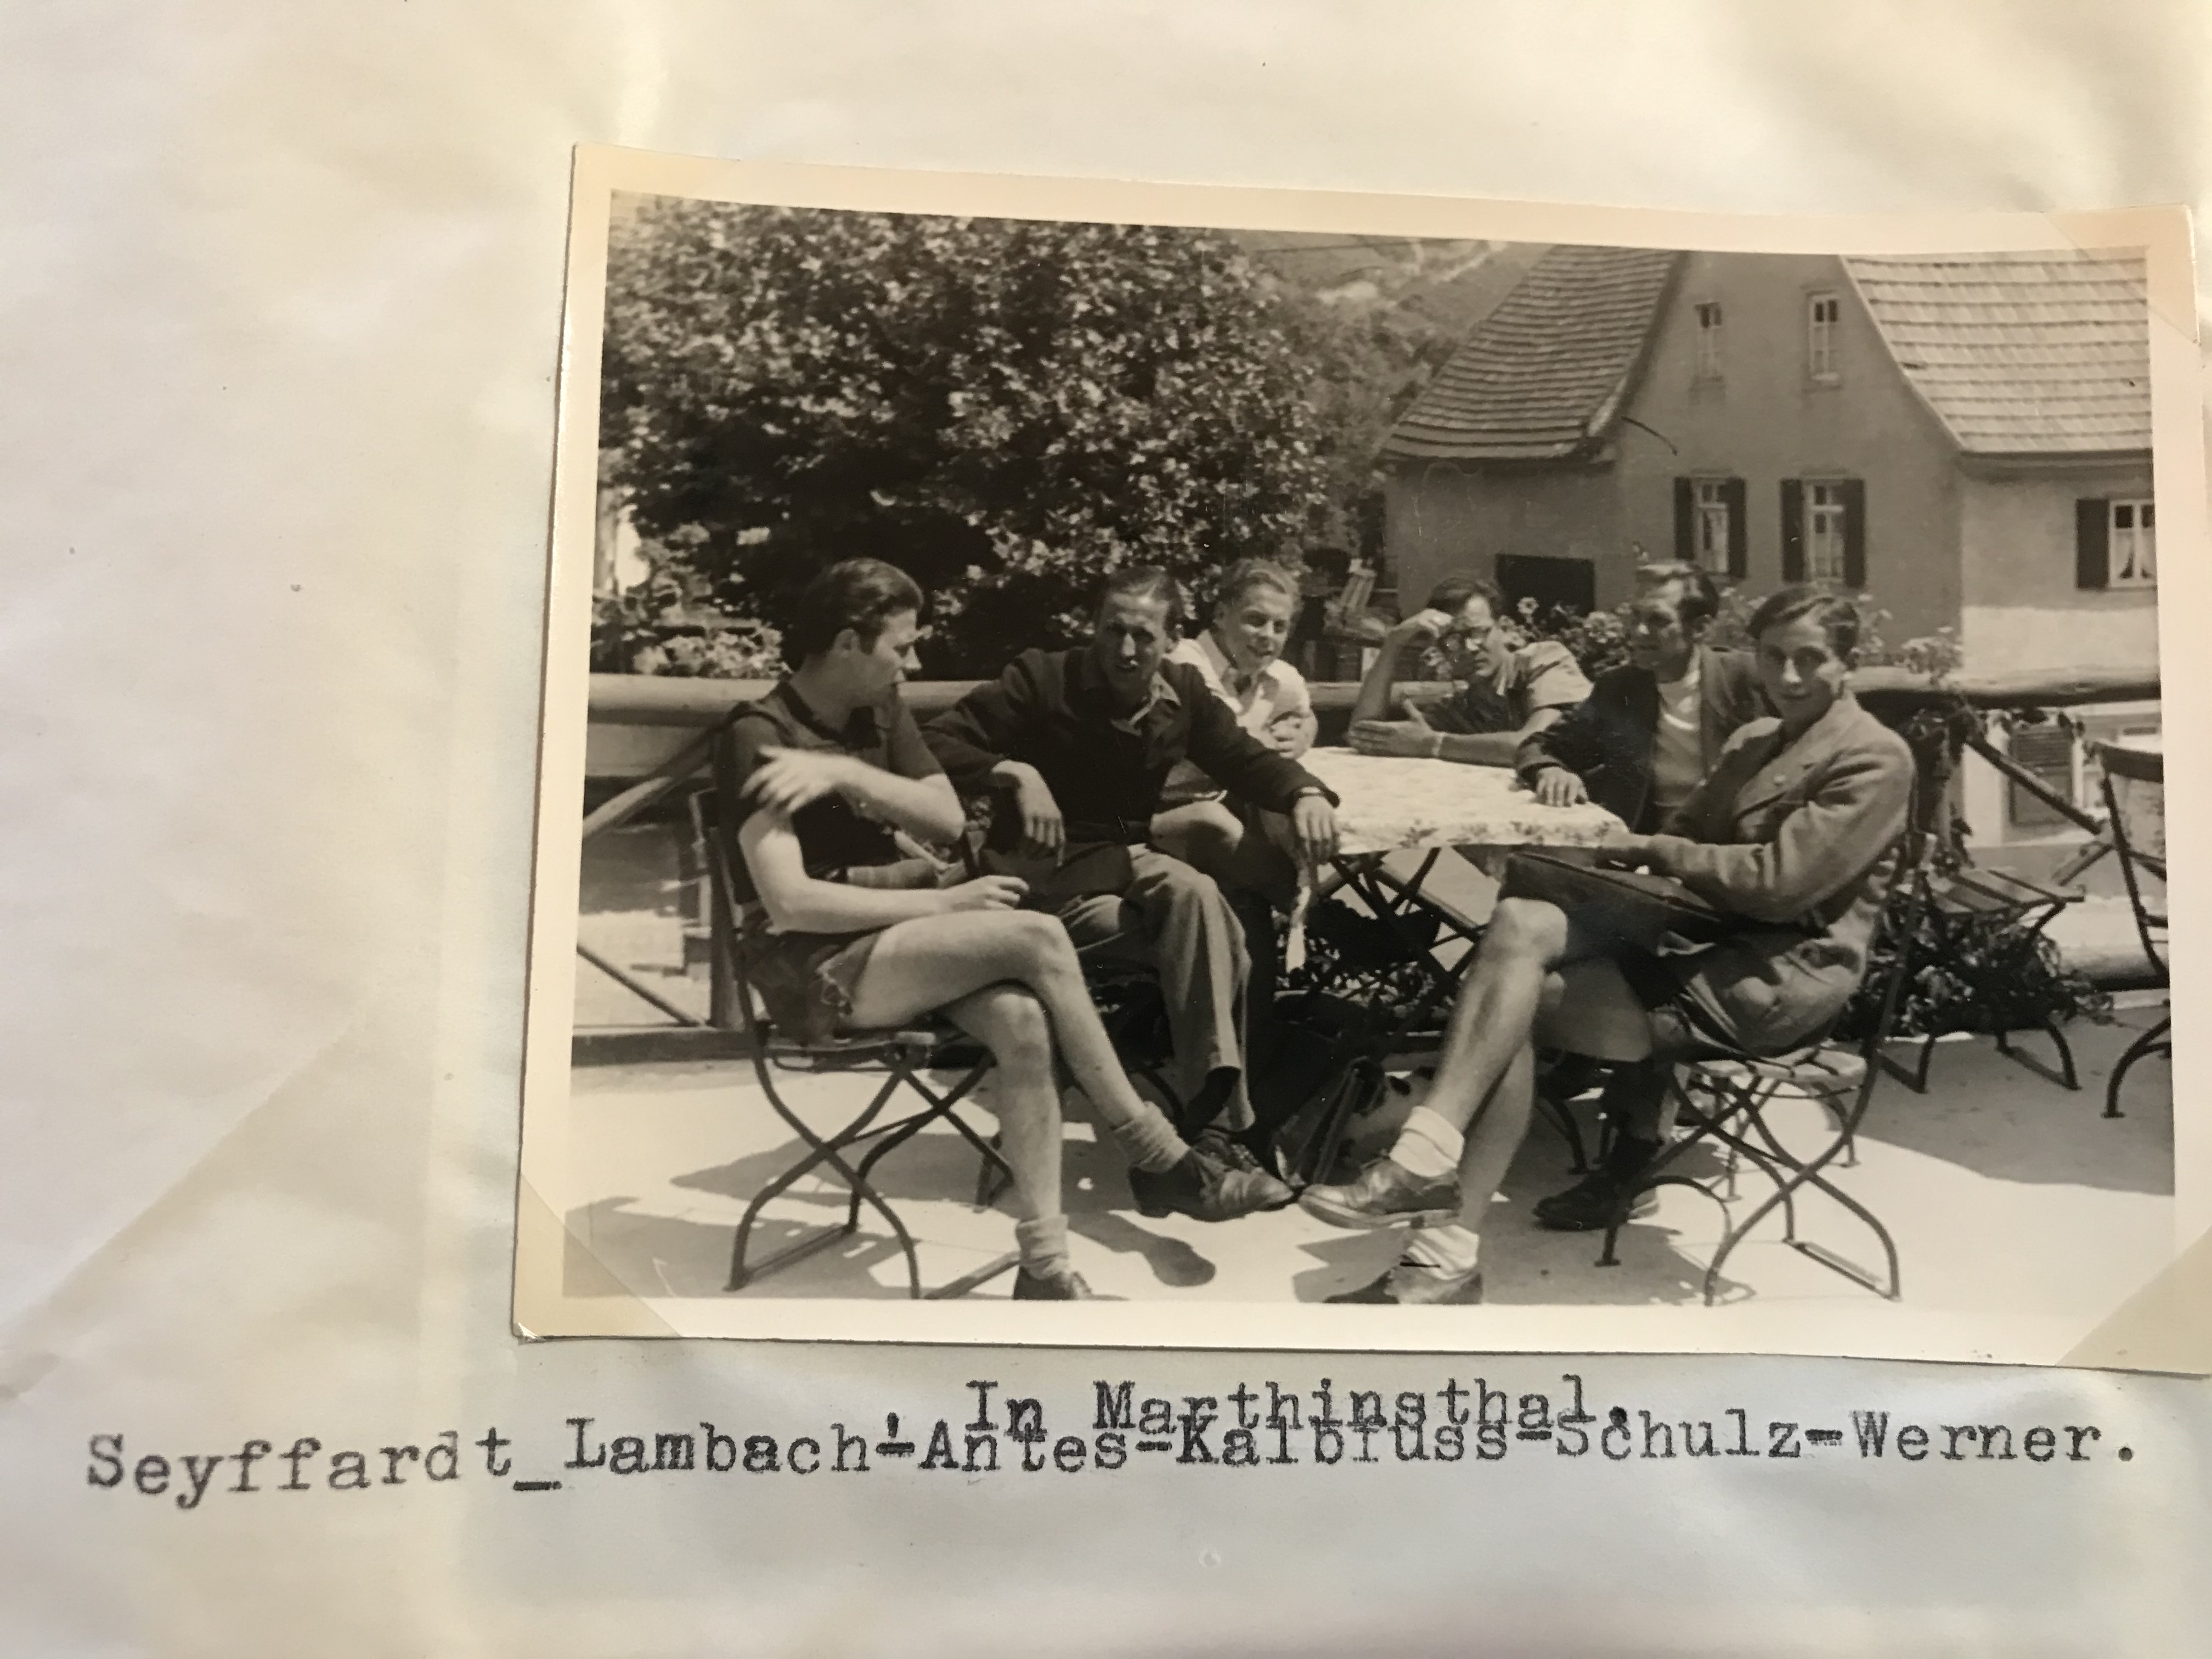 In Marthinsthal.
Seyffardt_Lambach-Antes-Kalbfuss-Schulz-Werner.